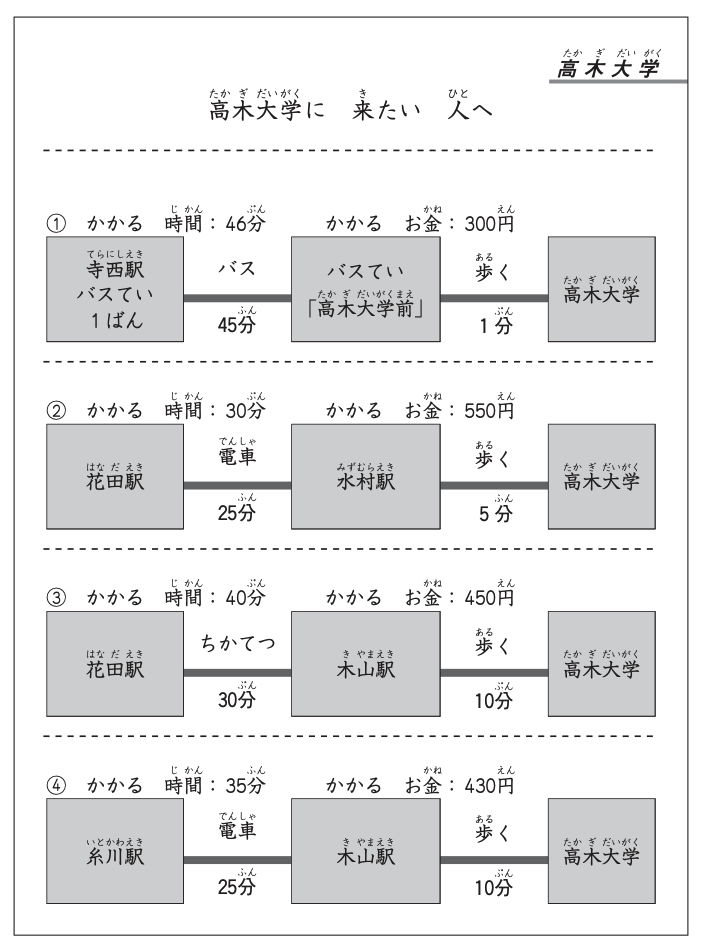 高木大学
高木大学に 来たい 人へ
① かかる 時間：46分 かかる お金：300円
寺西駅
バスてい
1ばん
バス
45分
バスてい
「高木大学前」
歩く
1分
高木大学
② かかる 時間：30分 かかる お金：550円
花田駅
電車
25分
水村駅
歩く
5分
高木大学
③ かかる 時間：40分 かかる お金：450円
花田駅
ちかてつ
30分
木山駅
歩く
10分
高木大学
④ かかる 時間：35分 かかる お金：430円
糸川駅
電車
25分
木山駅
歩く
10分
高木大学